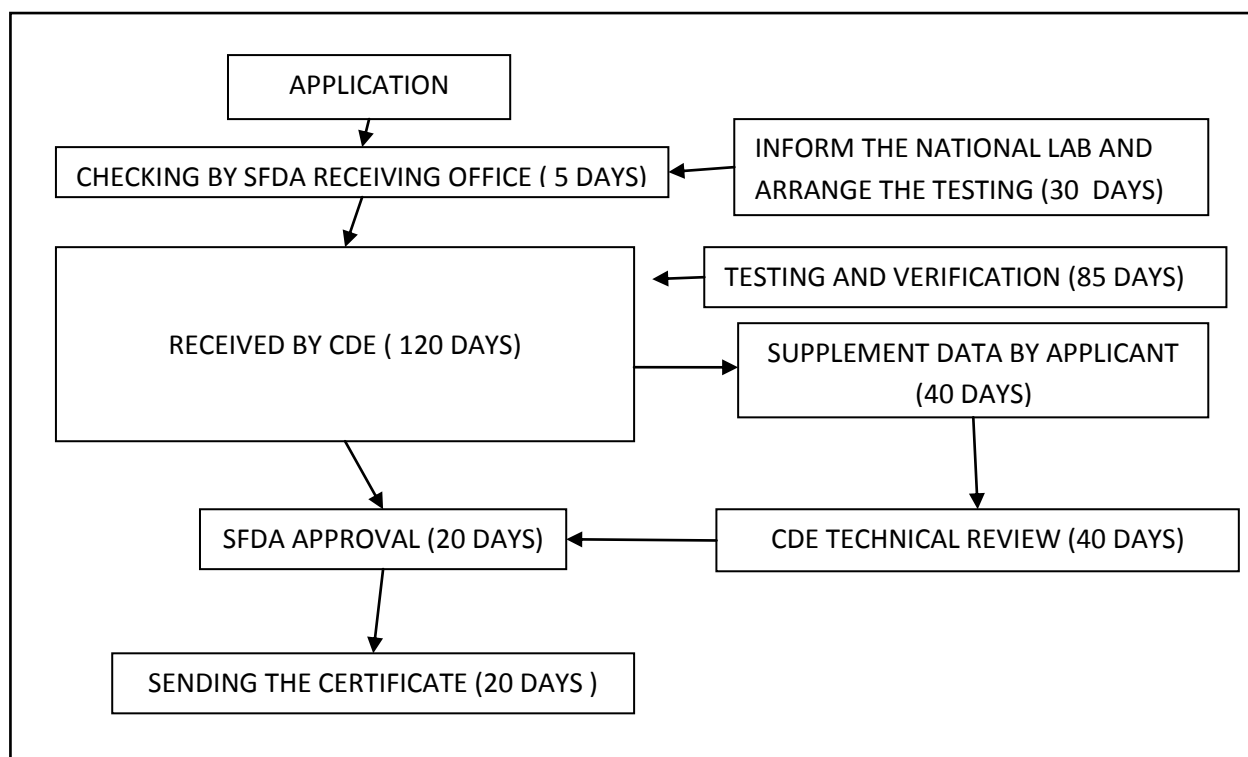 APPLICATION
CHECKING BY SFDA RECEIVING OFFICE ( 5 DAYS)
INFORM THE NATIONAL LAB AND
ARRANGE THE TESTING (30 DAYS)
TESTING AND VERIFICATION (85 DAYS)
RECEIVED BY CDE ( 120 DAYS)
SUPPLEMENT DATA BY APPLICANT
(40 DAYS)
SFDA APPROVAL (20 DAYS)
CDE TECHNICAL REVIEW (40 DAYS)
SENDING THE CERTIFICATE (20 DAYS )